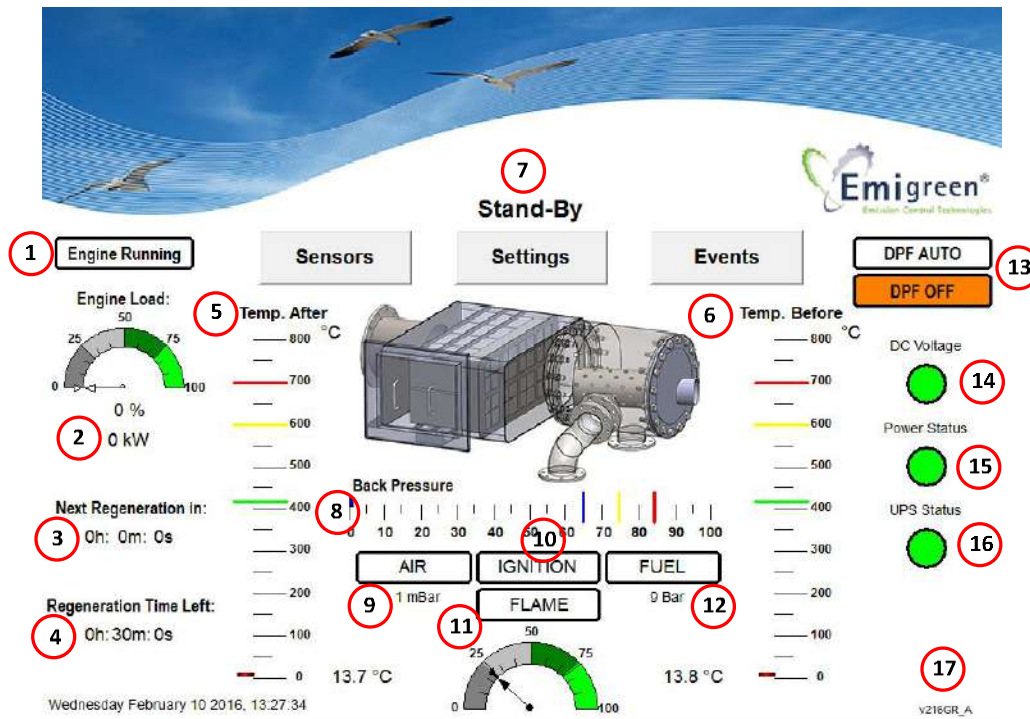 7
Stand-By
Emigreen®
Emission Control Technologies
1
Engine Running
Sensors
Settings
Events
DPF AUTO
DPF OFF
13
Engine Load:
0 25 50 75 100
0 %
2
0 kW
5
Temp. After
°C
800
700
600
500
400
300
200
100
0
13.7 °C
6
Temp. Before
°C
800
700
600
500
400
300
200
100
0
13.8 °C
DC Voltage
14
Power Status
15
UPS Status
16
Next Regeneration in:
3
0h: 0m: 0s
Regeneration Time Left:
4
0h:30m: 0s
Back Pressure
8
0 10 20 30 40 50 60 70 80 90 100
10
AIR
IGNITION
FUEL
9
1 mBar
FLAME
9 Bar
12
11
0 25 50 75 100
17
Wednesday February 10 2016, 13:27:34
v216GR_A